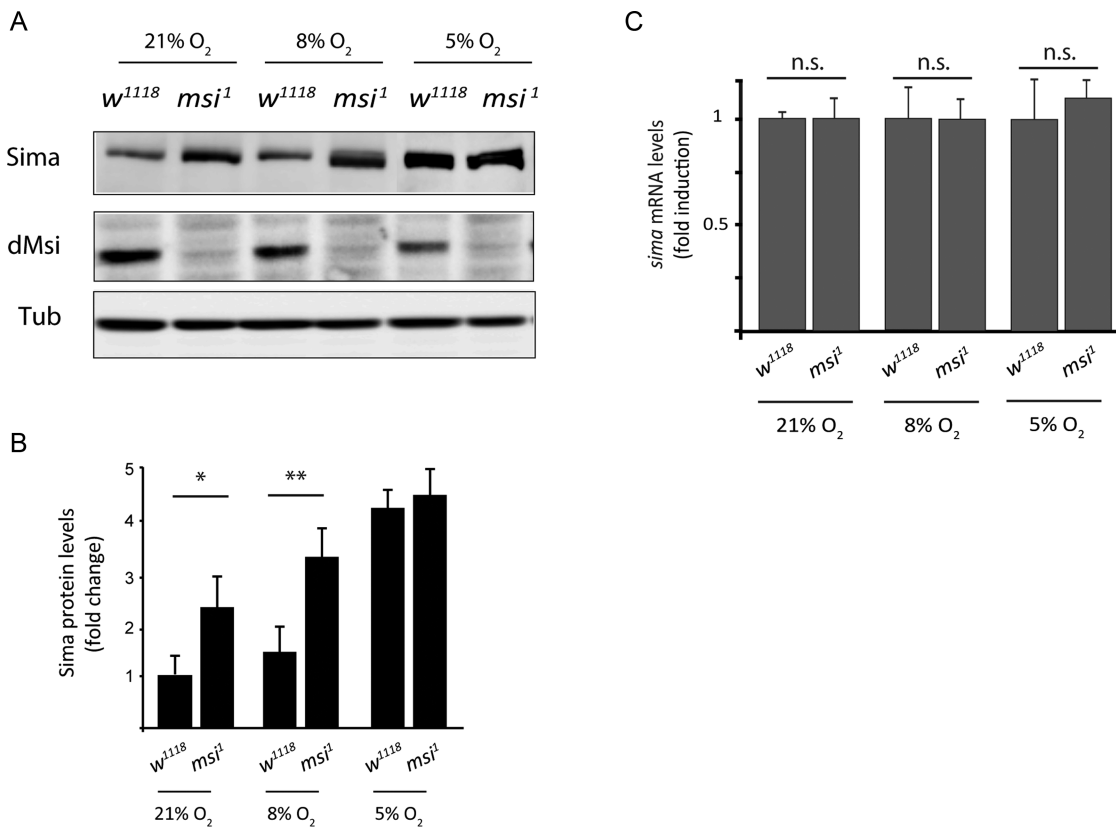 A
21% O2 8% O2 5% O2
w1118 msi1 w1118 msi1 w1118 msi1
Sima
dMsi
Tub
B
Sima protein levels
(fold change)
5
4
3
2
1
* **
w1118 msi1 w1118 msi1 w1118 msi1
21% O2 8% O2 5% O2
C
sima mRNA levels
(fold induction)
n.s. n.s. n.s.
1
0.5
w1118 msi1 w1118 msi1 w1118 msi1
21% O2 8% O2 5% O2